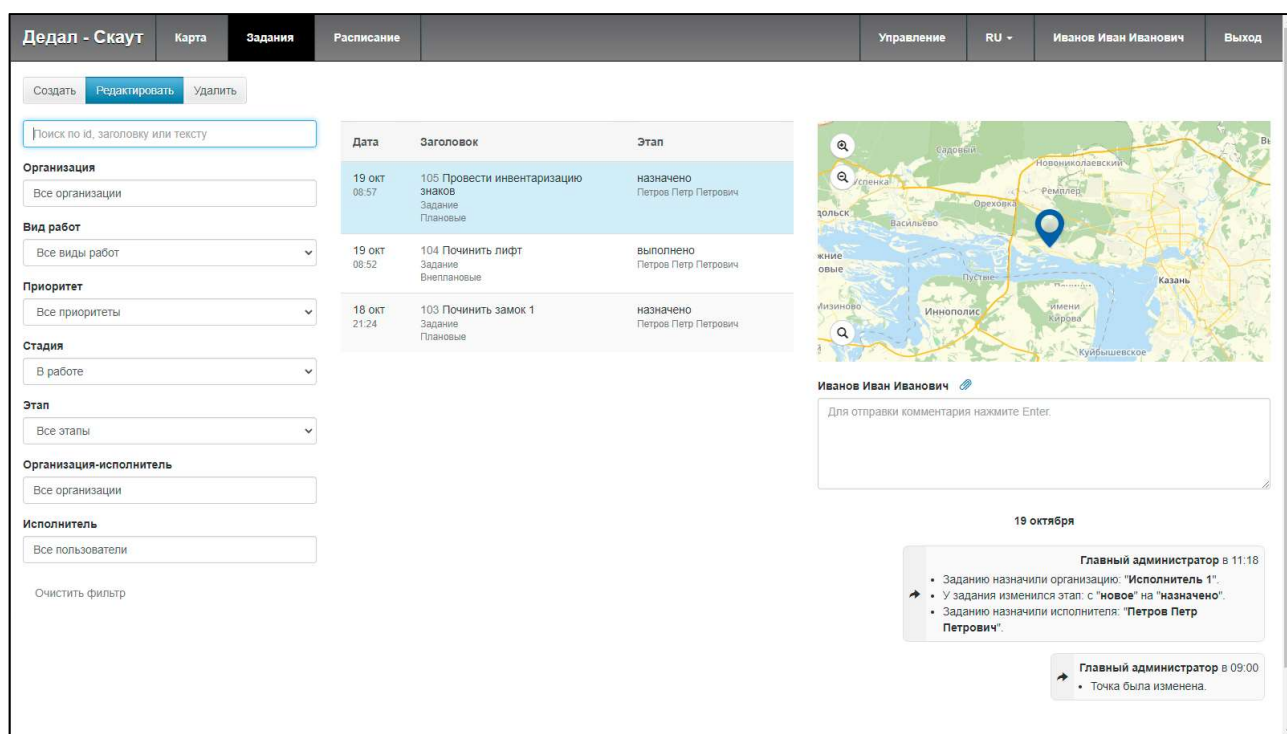 Дедал - Скаут Карта Задания Расписание Управление RU Иванов Иван Иванович Выход
Создать Редактировать Удалить
Поиск по id, заголовку или тексту
Организация
Все организации
Вид работ
Все виды работ
Приоритет
Все приоритеты
Стадия
В работе
Этап
Все этапы
Организация-исполнитель
Все организации
Исполнитель
Все пользователи
Очистить фильтр
Дата Заголовок Этап
19 окт 105 Провести инвентаризацию назначено
08:57 знаков Петров Петр Петрович
Задание
Плановые
19 окт 104 Починить лифт выполнено
08:52 Задание Петров Петр Петрович
Внеплановые
18 окт 103 Починить замок 1 назначено
21:24 Задание Петров Петр Петрович
Плановые
Садовый
Новониколаевский
Ремплер
Ореховка
Васильево
Казань
Иннополис
имени
Кирова
Куйбышевское
Иванов Иван Иванович
Для отправки комментария нажмите Enter.
19 октября
Главный администратор в 11:18
• Заданию назначили организацию: "Исполнитель 1".
• У задания изменился этап: с "новое" на "назначено".
• Заданию назначили исполнителя: "Петров Петр
Петрович".
Главный администратор в 09:00
• Точка была изменена.